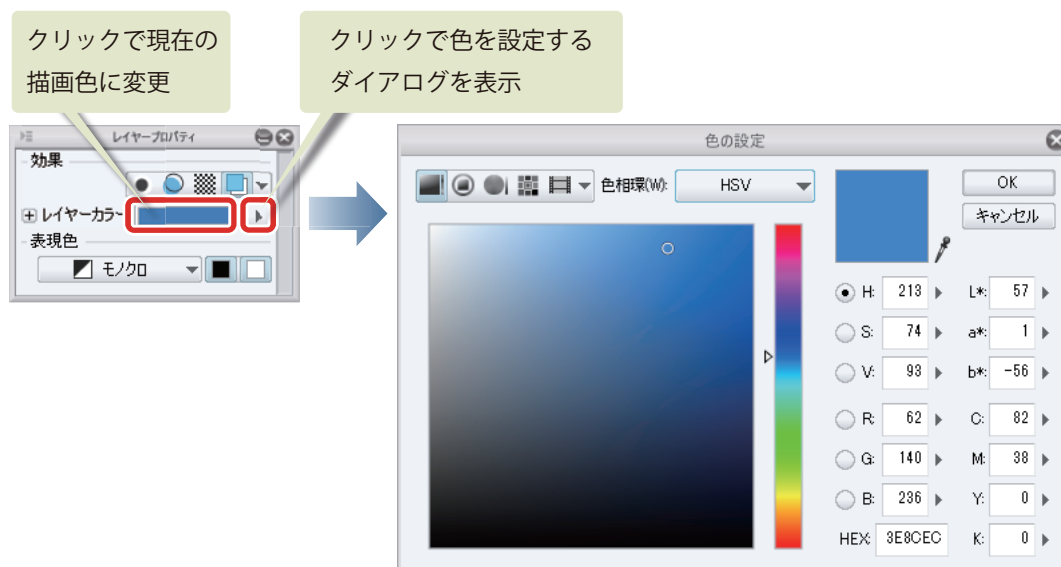 クリックで現在の
描画色に変更
クリックで色を設定する
ダイアログを表示
レイヤープロパティ
効果
レイヤーカラー
表現色
モノクロ
色の設定
色相環(W):
HSV
OK
キャンセル
H: 213
L*: 57
S: 74
a*: 1
V: 93
b*: -56
R: 62
C: 82
G: 140
M: 38
B: 236
Y: 0
HEX: 3E8CEC
K: 0